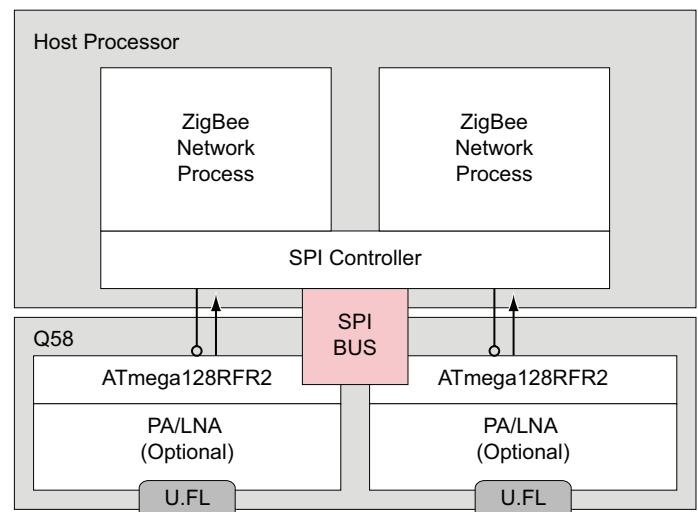 Host Processor
ZigBee
Network
Process
ZigBee
Network
Process
SPI Controller
SPI
BUS
Q58
ATmega128RFR2
ATmega128RFR2
PA/LNA
(Optional)
PA/LNA
(Optional)
U.FL
U.FL